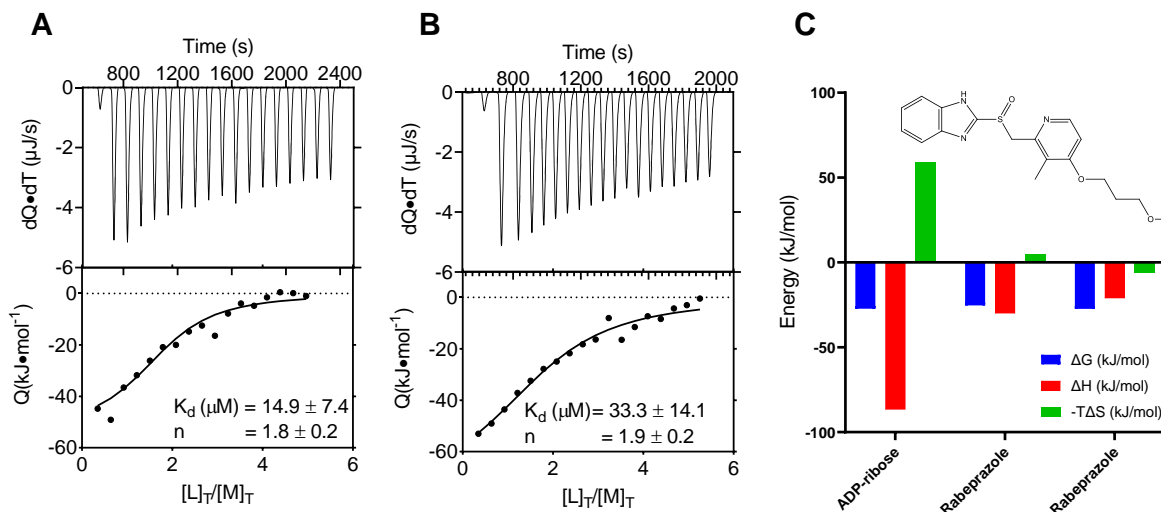 A
Time (s)
800 1200 1600 2000 2400
0
-2
-4
-6
dQ•dT (µJ/s)
0
-20
-40
-60
Q(kJ•mol-1)
Kd (µM) = 14.9 ± 7.4
n = 1.8 ± 0.2
0 2 4 6
[L]T/[M]T
B
Time (s)
800 1200 1600 2000
0
-2
-4
-6
dQ•dT (µJ/s)
0
-20
-40
-60
Q(kJ•mol-1)
Kd (µM) = 33.3 ± 14.1
n = 1.9 ± 0.2
0 2 4 6
[L]T/[M]T
C
100
50
0
-50
-100
Energy (kJ/mol)
H
N
N
S
O
N
O
O
ΔG (kJ/mol)
ΔH (kJ/mol)
-TΔS (kJ/mol)
ADP-ribose
Rabeprazole
Rabeprazole